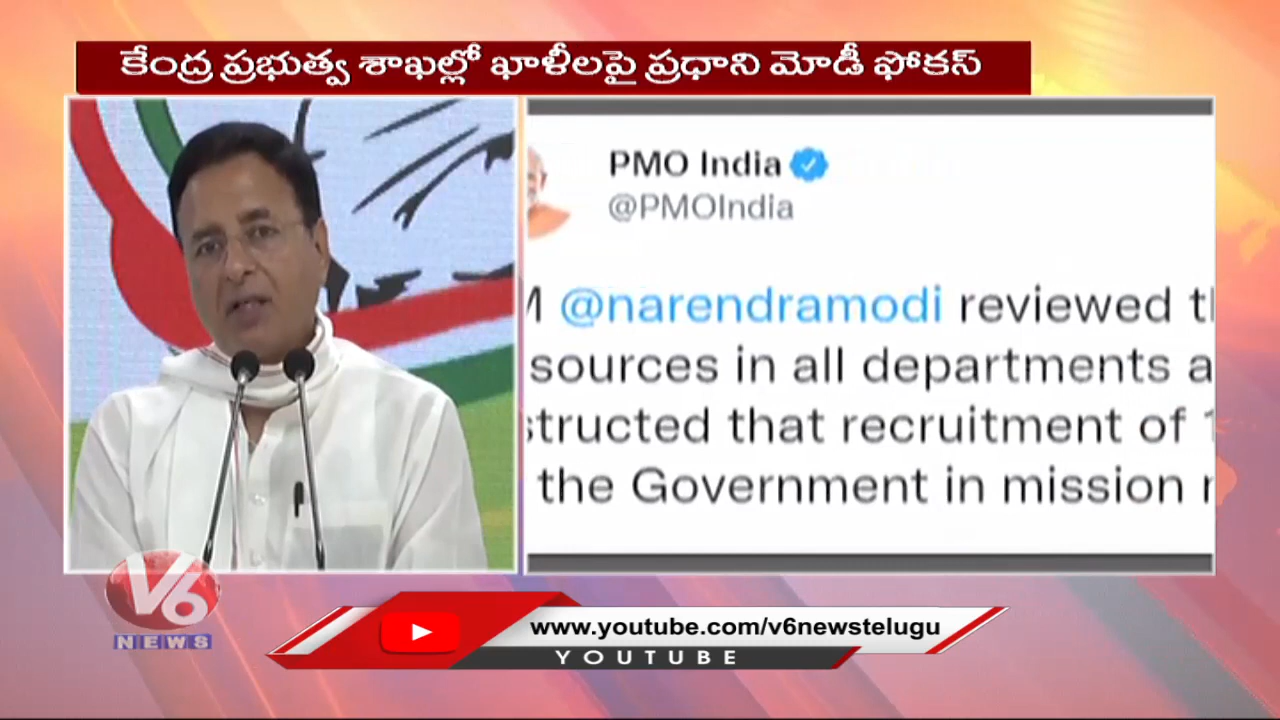 కేంద్ర ప్రభుత్వ శాఖల్లో ఖాళీలపై ప్రధాని మోడీ ఫోకస్
PMO India
@PMOIndia
@narendramodi reviewed
sources in all departments
structed that recruitment of
the Government in mission
V6
NEWS
www.youtube.com/v6newstelugu
YOUTUBE